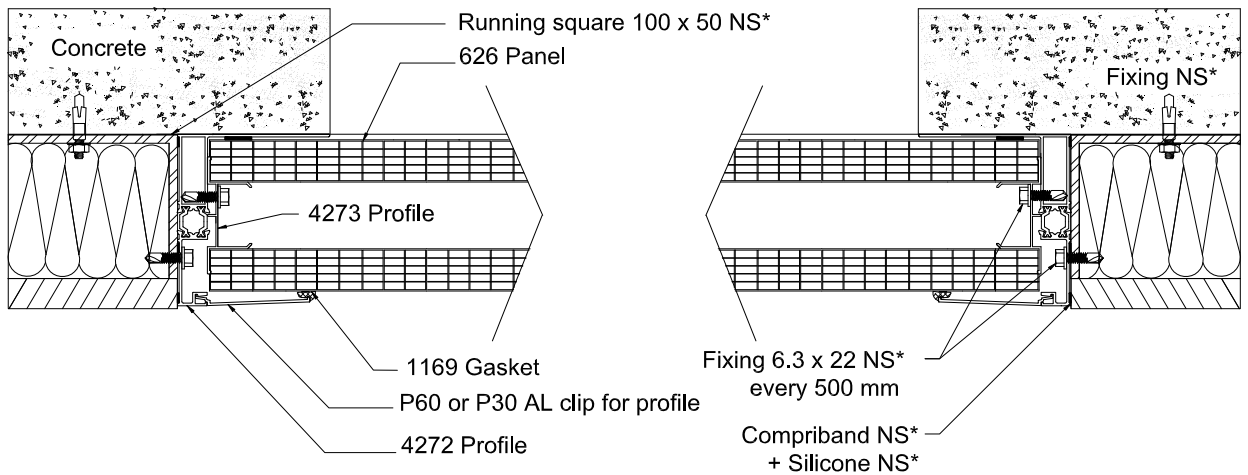 Running square 100 x 50 NS*
Concrete
626 Panel
Fixing NS*
4273 Profile
1169 Gasket
Fixing 6.3 x 22 NS*
every 500 mm
P60 or P30 AL clip for profile
4272 Profile
Compriband NS*
+ Silicone NS*